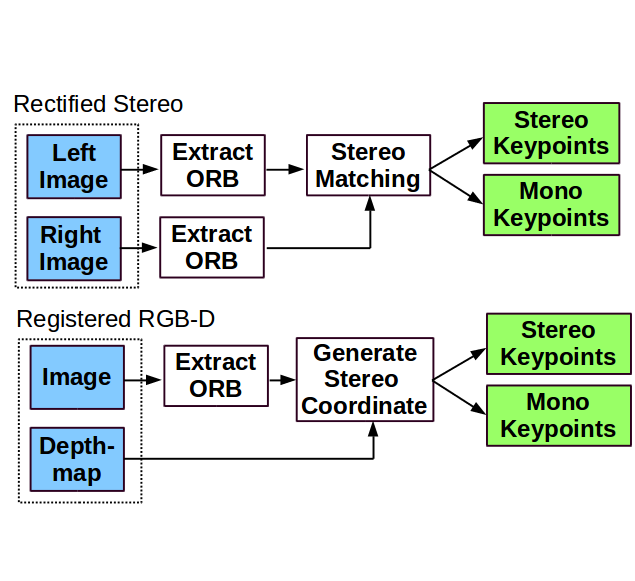 Rectified Stereo
Left
Image
Extract
ORB
Stereo
Matching
Stereo
Keypoints
Mono
Keypoints
Right
Image
Extract
ORB
Registered RGB-D
Image
Extract
ORB
Generate
Stereo
Coordinate
Stereo
Keypoints
Mono
Keypoints
Depth-
map